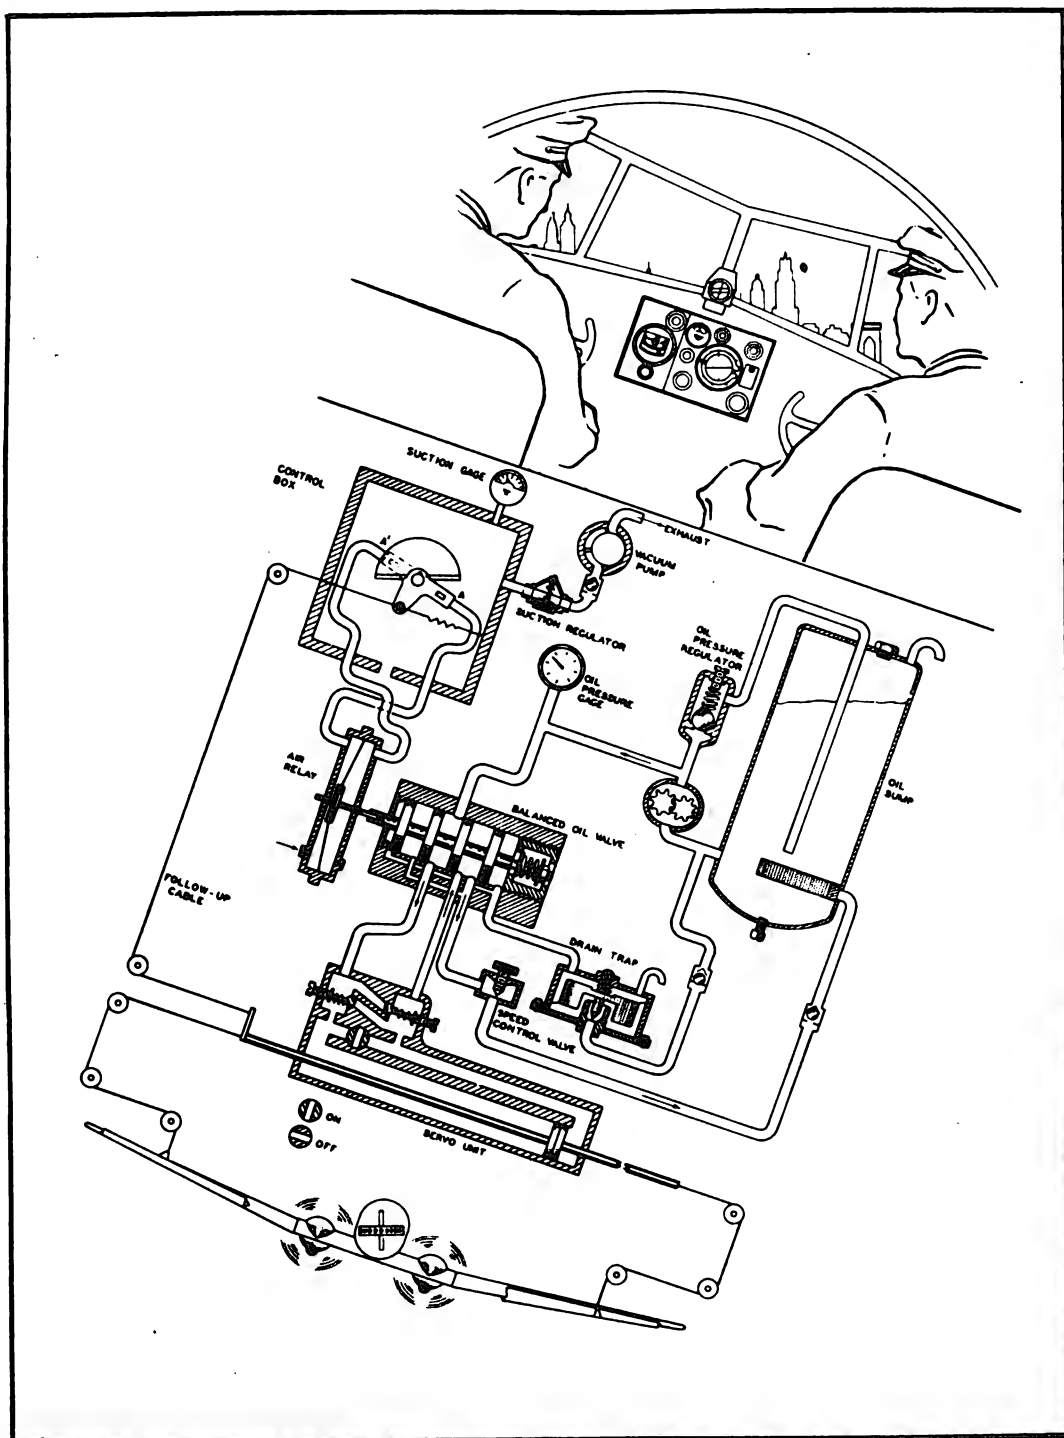 SUCTION GAGE
CONTROL
BOX
EXHAUST
VACUUM
PUMP
A'
A
SUCTION REGULATOR
OIL
PRESSURE
REGULATOR
OIL
PRESSURE
GAGE
OIL
SUMP
AIR
RELAY
BALANCED OIL VALVE
FOLLOW-UP
CABLE
DRAIN TRAP
SPEED
CONTROL VALVE
ON
OFF
SERVO UNIT